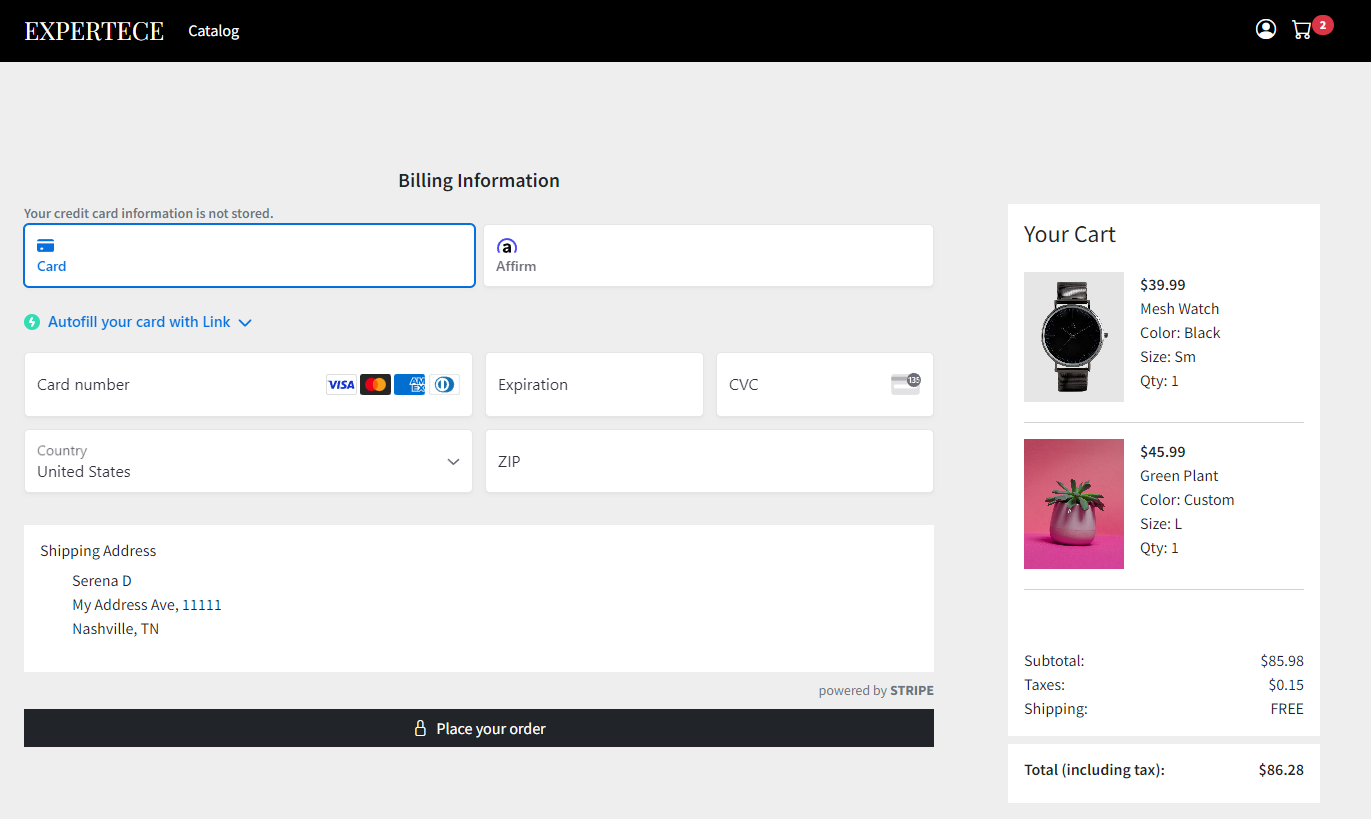 EXPERTECE Catalog 2
Billing Information
Your credit card information is not stored.
Card
Affirm
Autofill your card with Link
Card number VISA AM EX Expiration CVC 135
Country
United States
ZIP
Shipping Address
Serena D
My Address Ave, 11111
Nashville, TN
powered by STRIPE
Place your order
Your Cart
$39.99
Mesh Watch
Color: Black
Size: Sm
Qty: 1
$45.99
Green Plant
Color: Custom
Size: L
Qty: 1
Subtotal: $85.98
Taxes: $0.15
Shipping: FREE
Total (including tax): $86.28